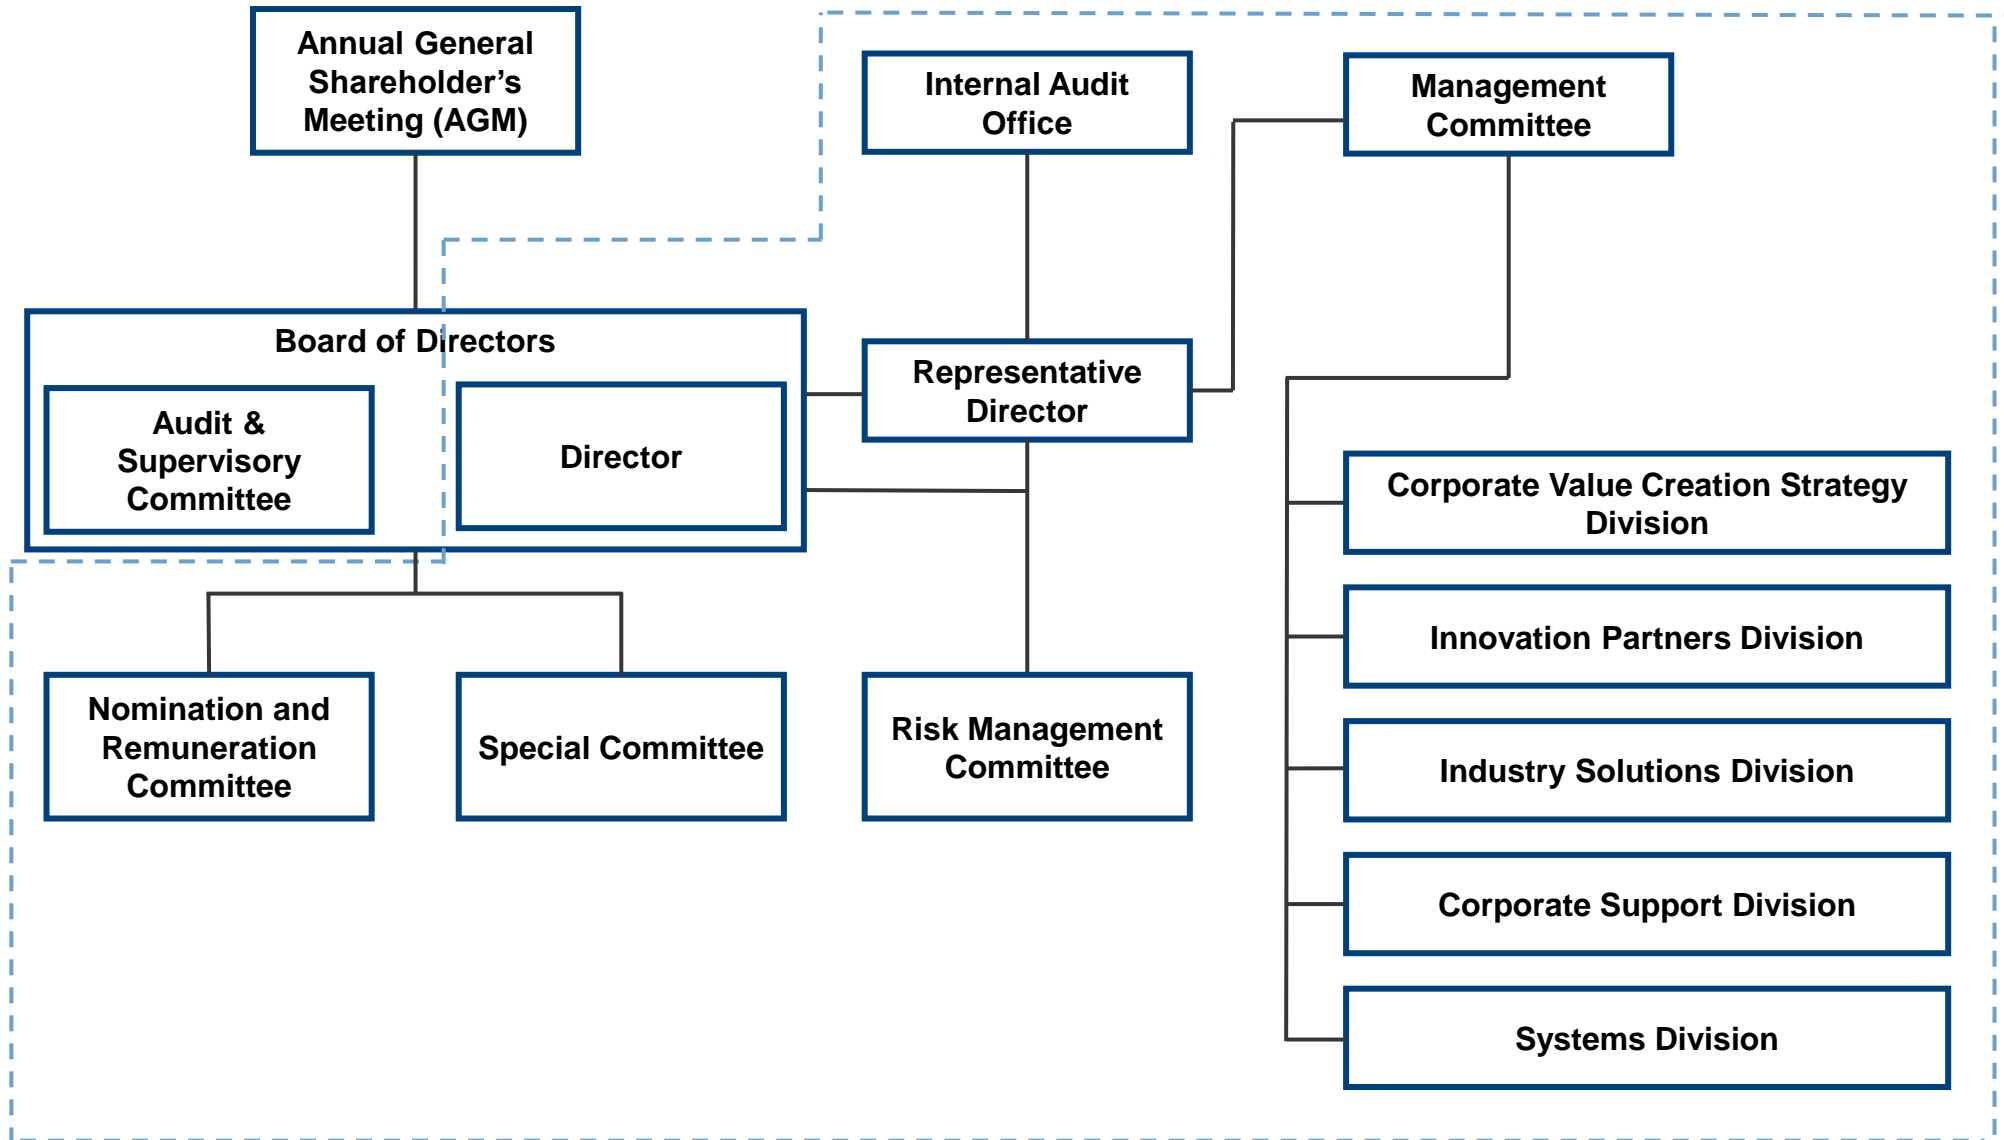 Annual General
Shareholder’s
Meeting (AGM)
Internal Audit
Office
Management
Committee
Board of Directors
Audit &
Supervisory
Committee
Director
Representative
Director
Corporate Value Creation Strategy
Division
Innovation Partners Division
Nomination and
Remuneration
Committee
Special Committee
Risk Management
Committee
Industry Solutions Division
Corporate Support Division
Systems Division